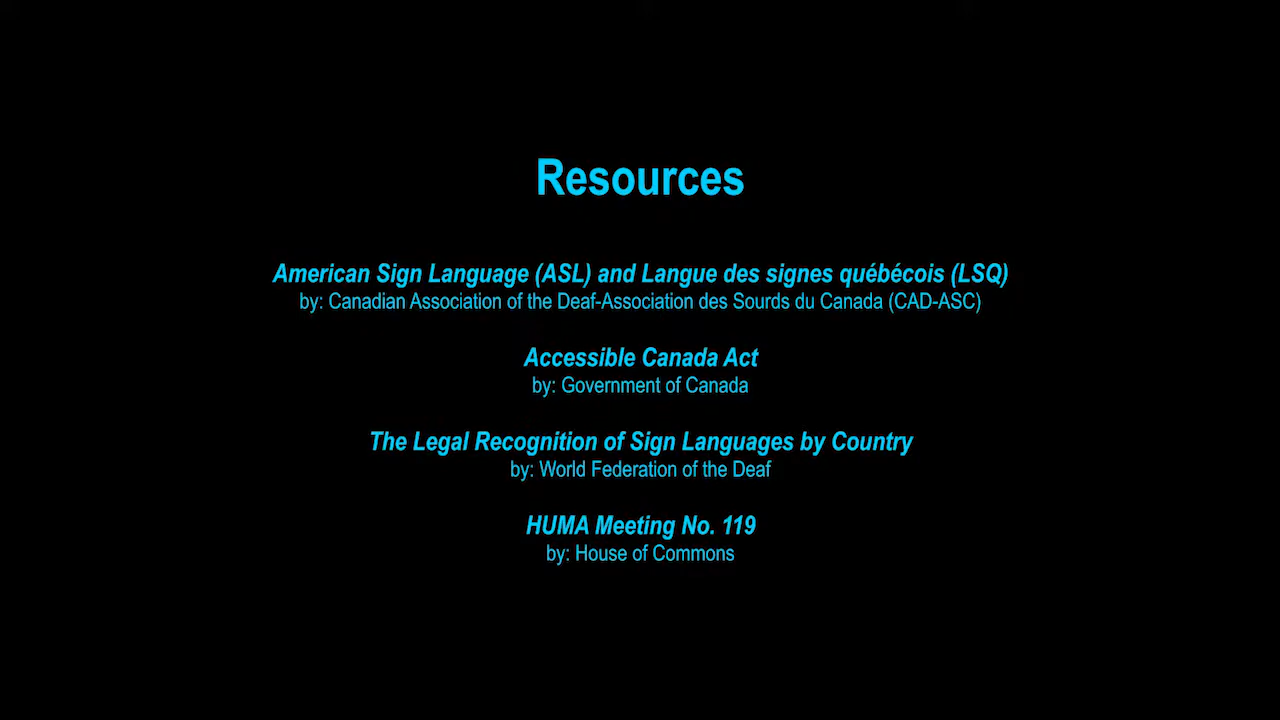 Resources
American Sign Language (ASL) and Langue des signes québécois (LSQ)
by: Canadian Association of the Deaf-Association des Sourds du Canada (CAD-ASC)
Accessible Canada Act
by: Government of Canada
The Legal Recognition of Sign Languages by Country
by: World Federation of the Deaf
HUMA Meeting No. 119
by: House of Commons